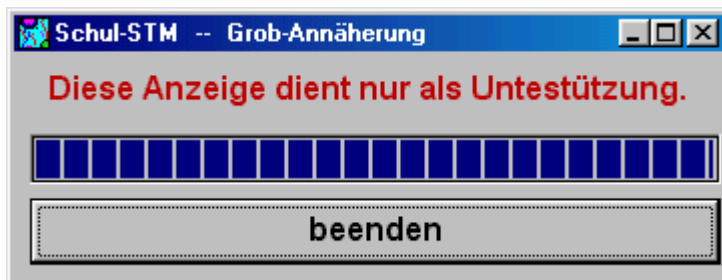 Schul-STM -- Grob-Annäherung
Diese Anzeige dient nur als Untestützung.
beenden